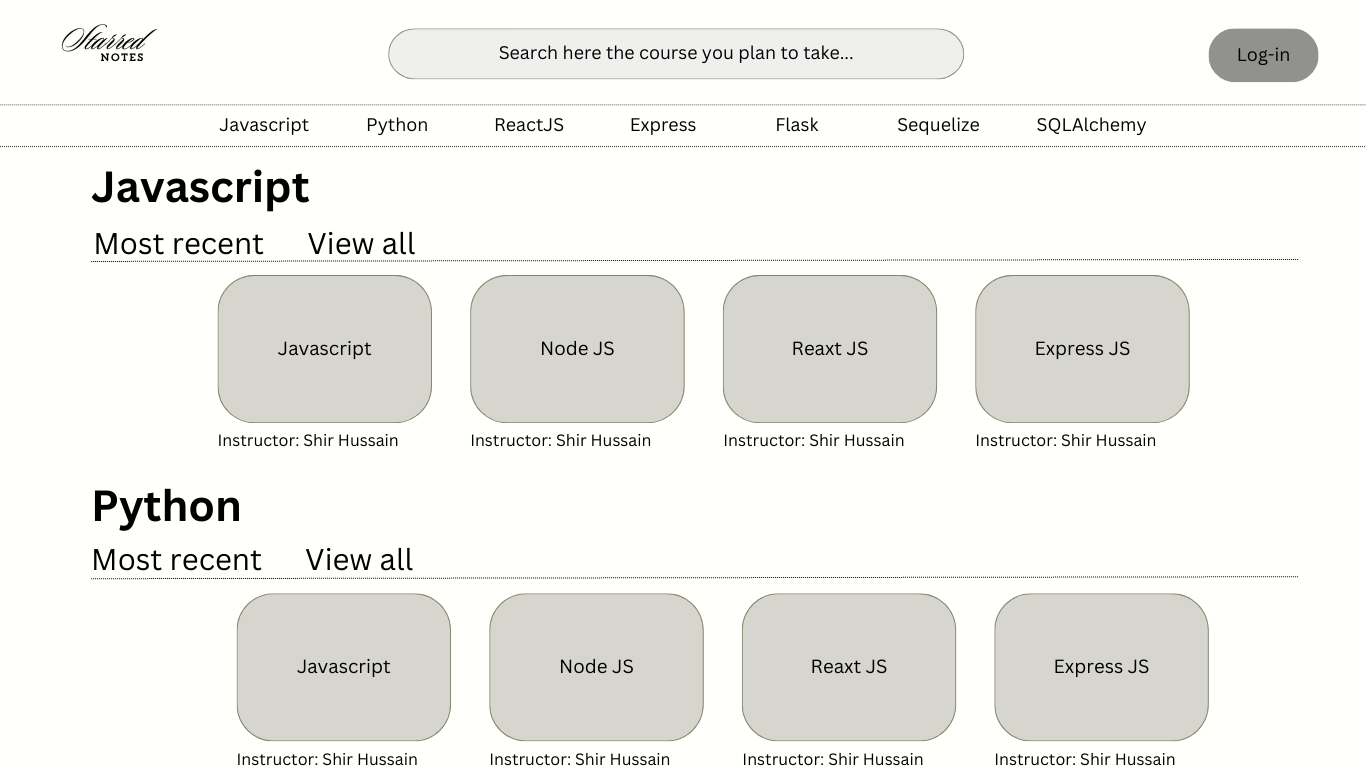 Starred
NOTES
Search here the course you plan to take...
Log-in
Javascript Python ReactJS Express Flask Sequelize SQLAlchemy
Javascript
Most recent View all
Javascript Node JS Reaxt JS Express JS
Instructor: Shir Hussain Instructor: Shir Hussain Instructor: Shir Hussain Instructor: Shir Hussain
Python
Most recent View all
Javascript Node JS Reaxt JS Express JS
Instructor: Shir Hussain Instructor: Shir Hussain Instructor: Shir Hussain Instructor: Shir Hussain